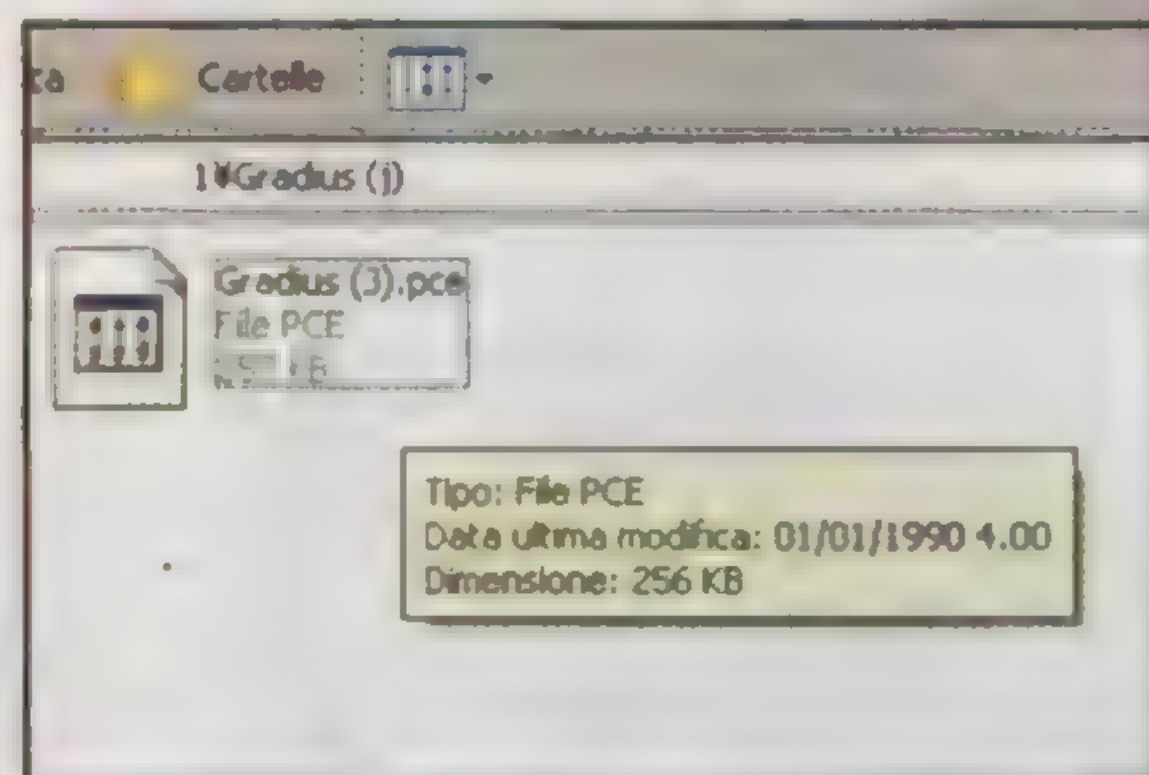 Cartelle
Gradius (j)
Gradius (J).pce
File PCE
Tipo: File PCE
Data ultima modifica: 01/01/1990 4.00
Dimensione: 256 KB